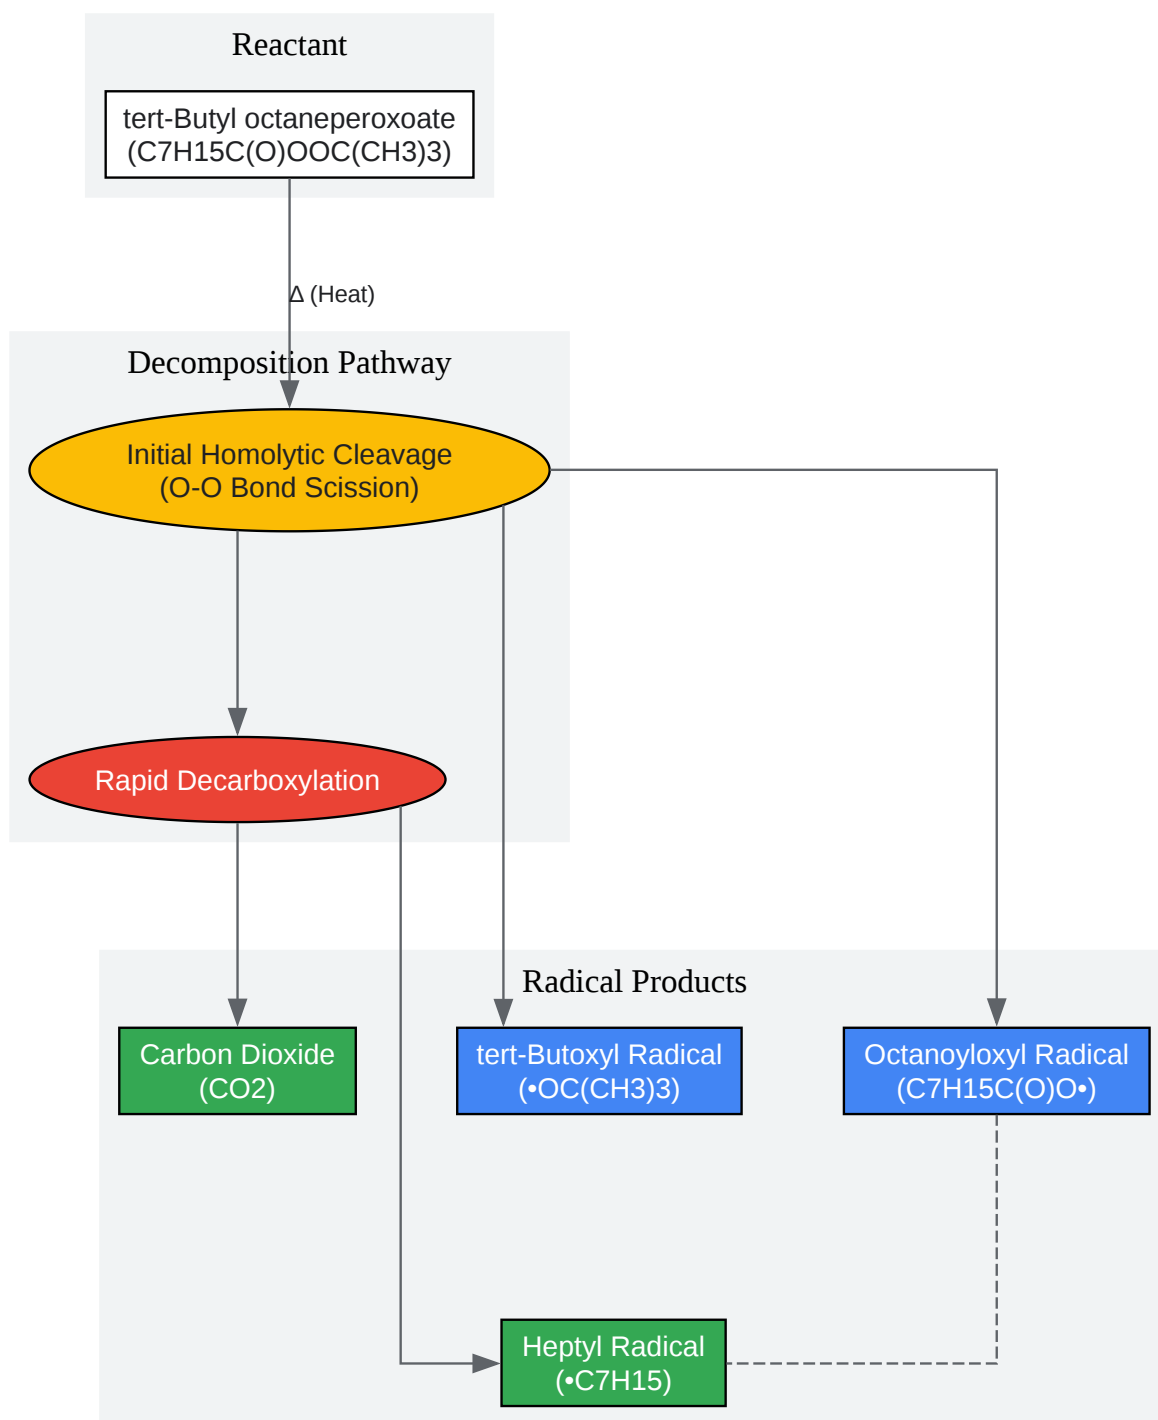 Reactant
tert-Butyl octaneperoxoate
(C7H15C(O)OOC(CH3)3)
Δ (Heat)
Decomposition Pathway
Initial Homolytic Cleavage
(O-O Bond Scission)
Rapid Decarboxylation
Radical Products
Carbon Dioxide
(CO2)
tert-Butoxyl Radical
(•OC(CH3)3)
Octanoyloxyl Radical
(C7H15C(O)O•)
Heptyl Radical
(•C7H15)